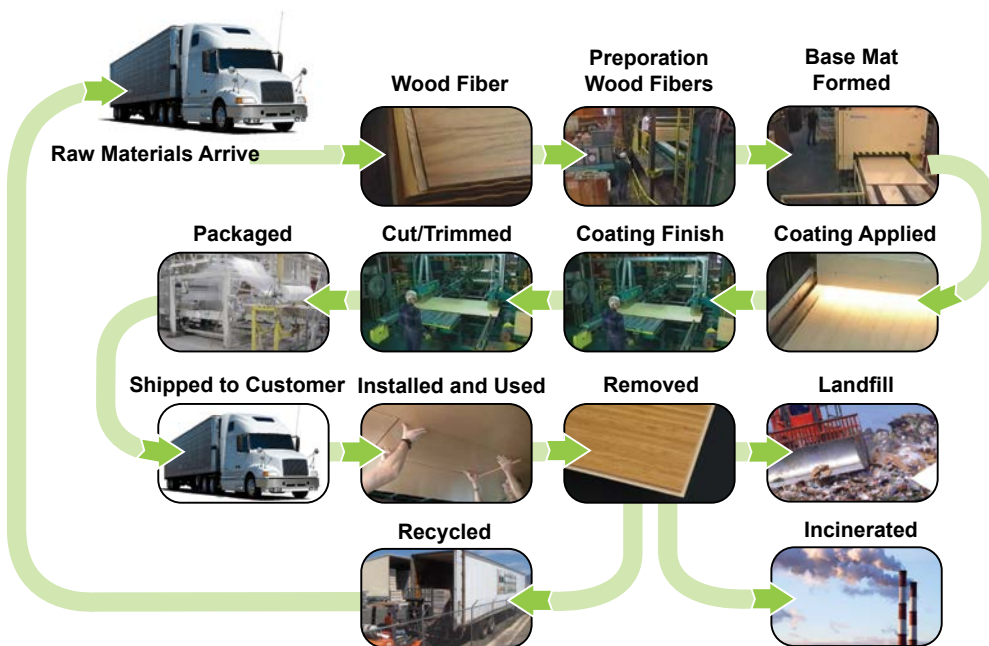 Raw Materials Arrive
Wood Fiber
Preporation
Wood Fibers
Base Mat
Formed
Coating Applied
Coating Finish
Cut/Trimmed
Packaged
Shipped to Customer
Installed and Used
Removed
Landfill
Recycled
Incinerated